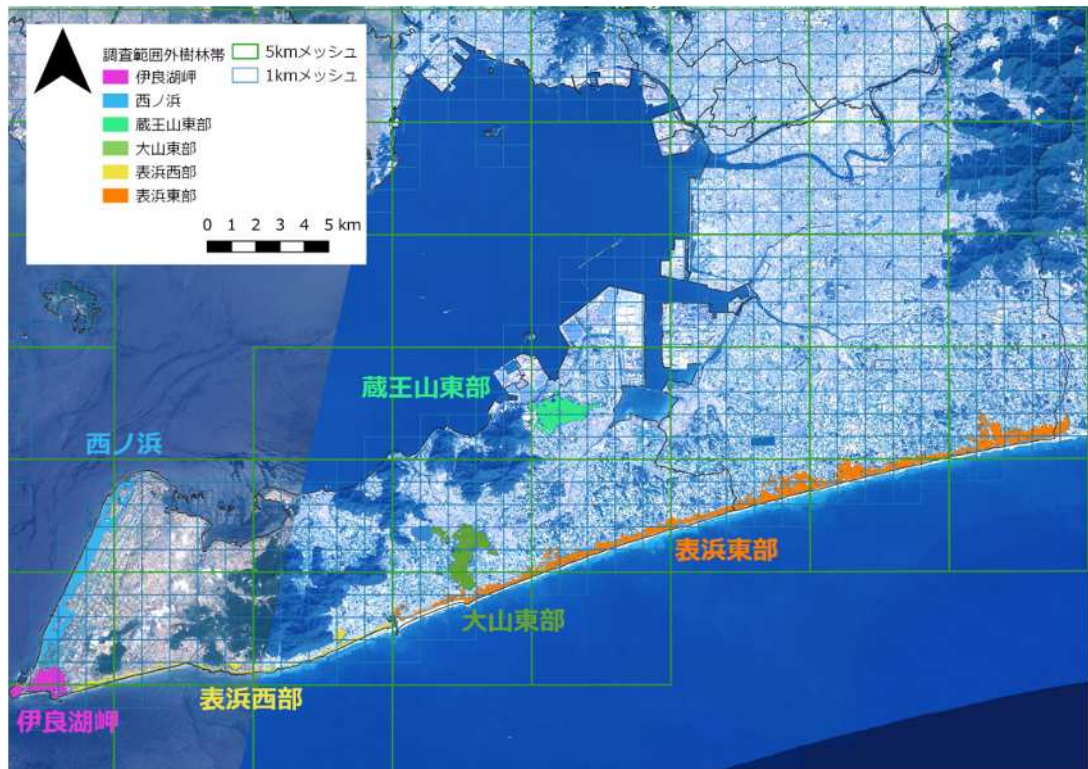 調査範囲外樹林帯
伊良湖岬
西ノ浜
蔵王山東部
大山東部
表浜西部
表浜東部
5kmメッシュ
1kmメッシュ
0 1 2 3 4 5 km
蔵王山東部
西ノ浜
表浜東部
大山東部
表浜西部
伊良湖岬